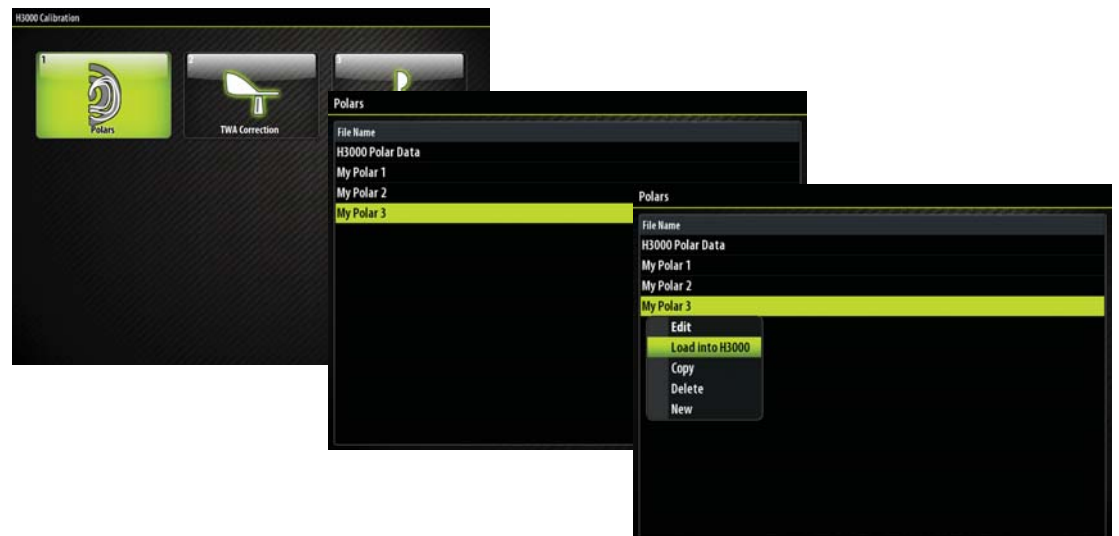 H3000 Calibration
1
Polars
2
TWA Correction
3
Polars
File Name
H3000 Polar Data
My Polar 1
My Polar 2
My Polar 3
Polars
File Name
H3000 Polar Data
My Polar 1
My Polar 2
My Polar 3
Edit
Load into H3000
Copy
Delete
New